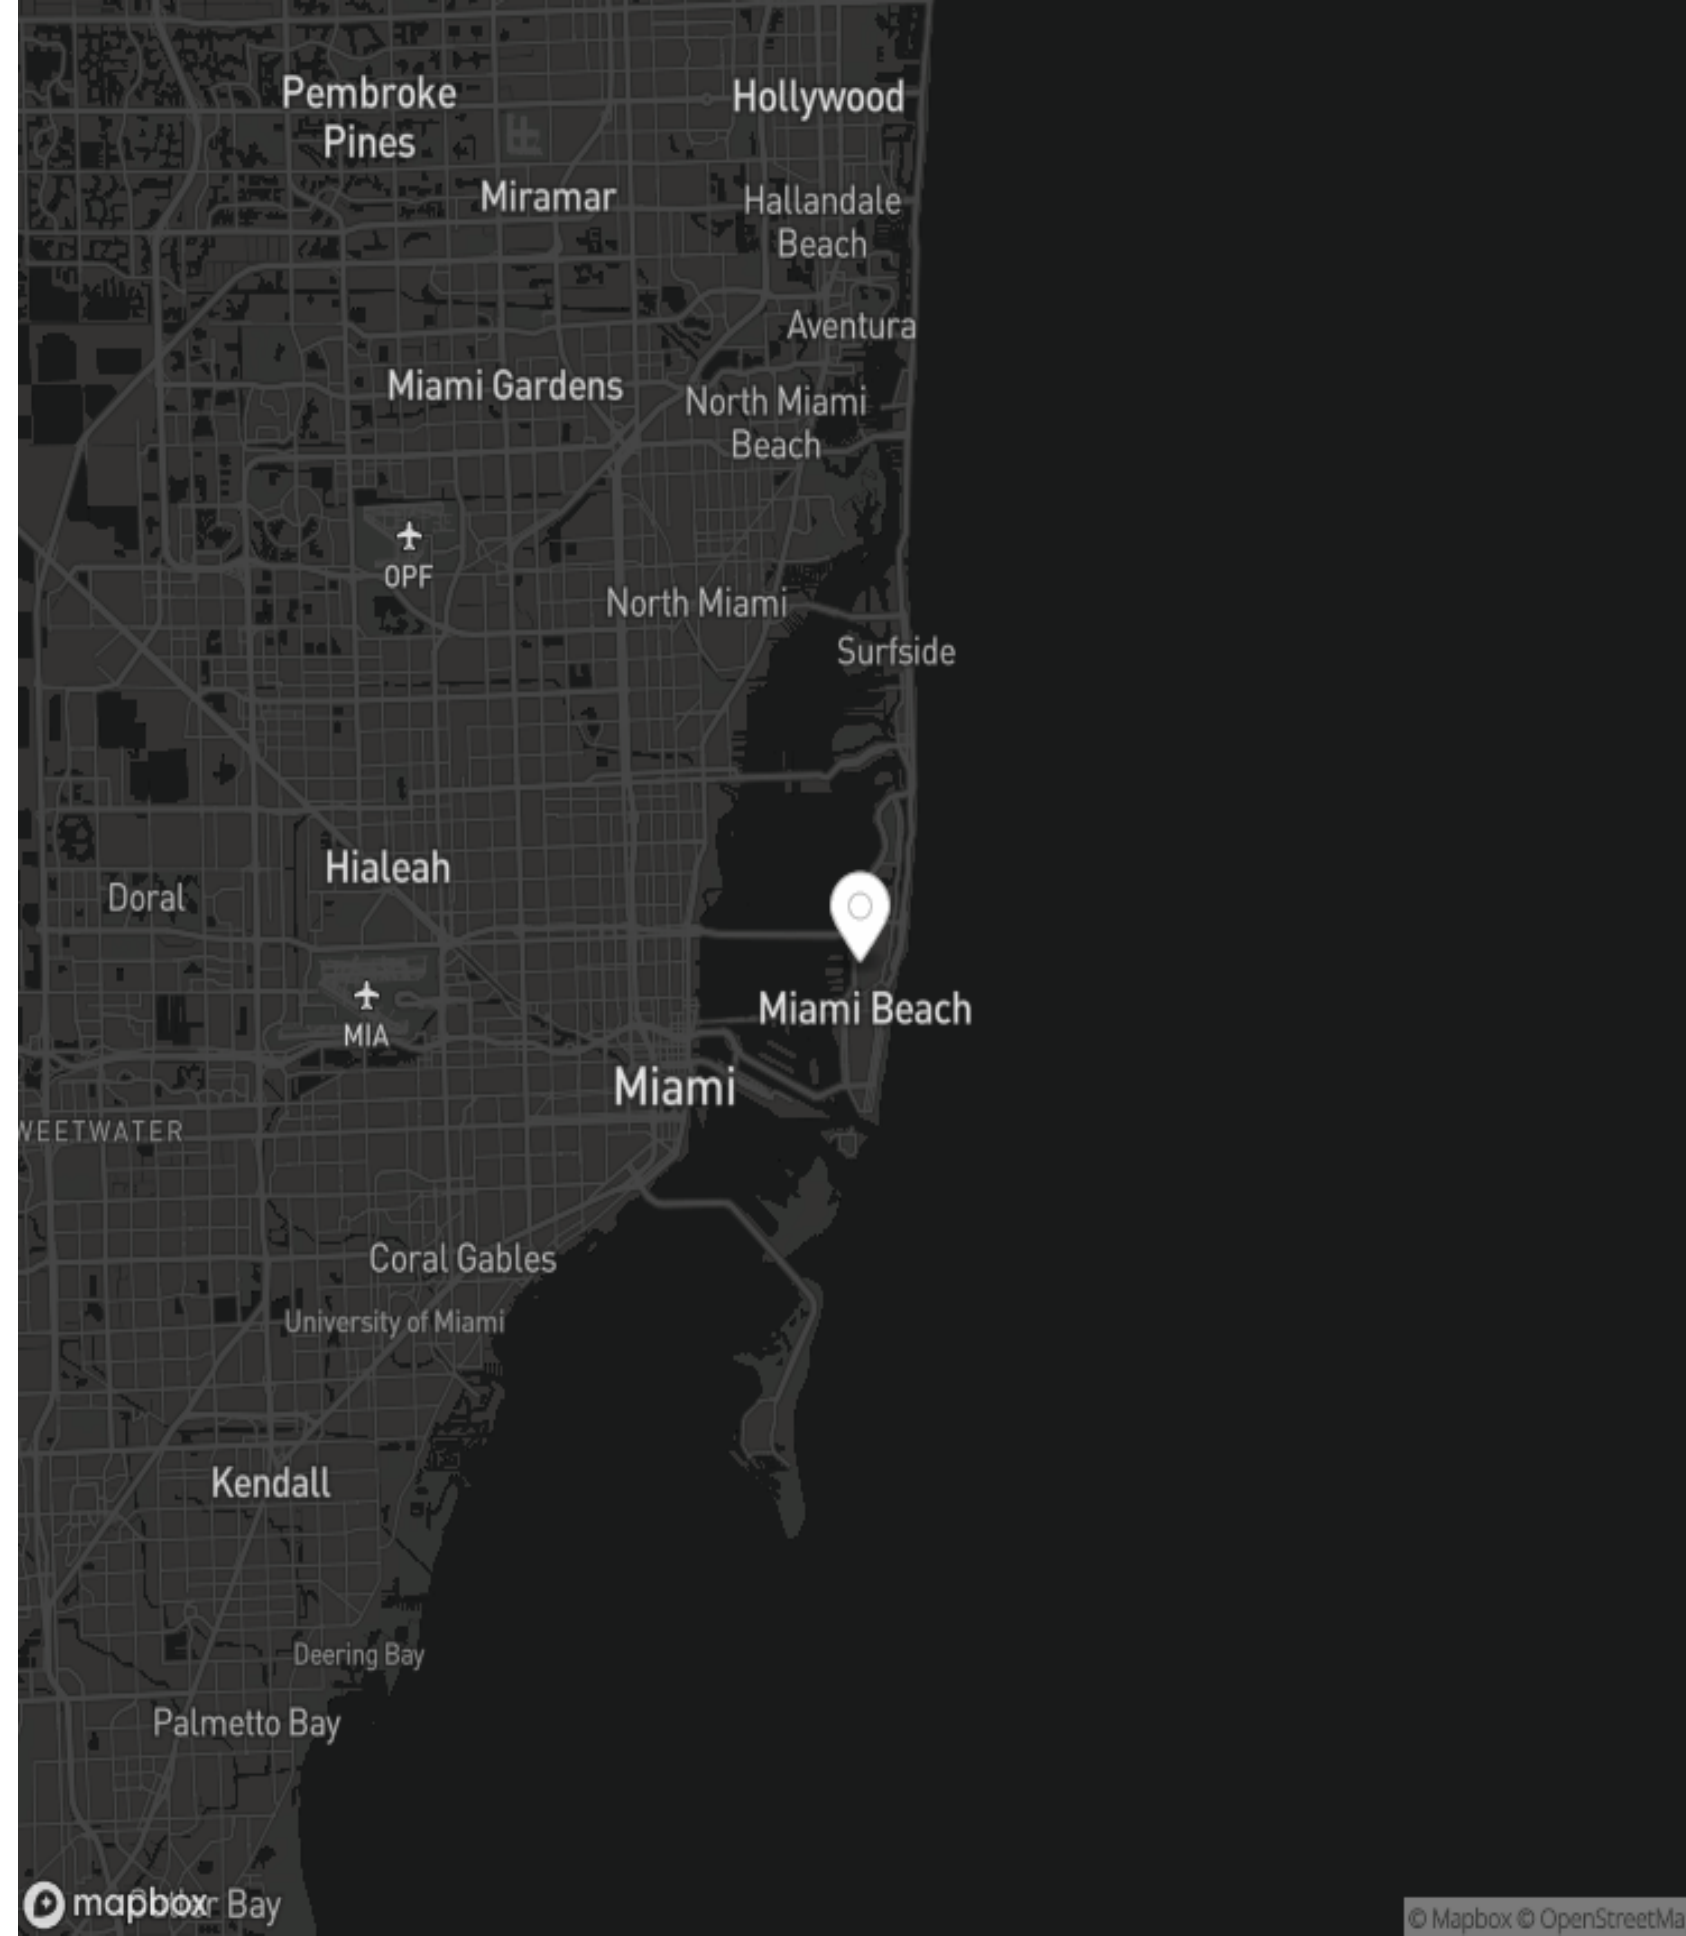 Pembroke
Pines
Hollywood
Miramar
Hallandale
Beach
Aventura
Miami Gardens
North Miami
Beach
OPF
North Miami
Surfside
Hialeah
Doral
MIA
Miami Beach
Miami
WEETWATER
Coral Gables
University of Miami
Kendall
Deering Bay
Palmetto Bay
mapbox
Bay
© Mapbox © OpenStreetMa